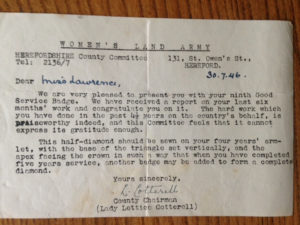 WOMEN'S LAND ARMY
HEREFORDSHIRE County Committee 131, St. Owen's St.,
Tel: 2136/7 HEREFORD.
30.7.46.
Dear Miss Lawrence,
We are very pleased to present you with your ninth Good
Service Badge. We have received a report on your last six
months' work and congratulate you on it. The hard work which
you have done in the past 4½ years on the country's behalf, is
praiseworthy indeed, and this Committee feels that it cannot
express its gratitude enough.
This half-diamond should be sewn on your four years' arm-
let, with the base of the triangle set vertically, and the
apex facing the crown in such a way that when you have completed
five years service, another badge may be added to form a complete
diamond.
Yours sincerely,
L. Cotterell
County Chairman
(Lady Lettice Cotterell)